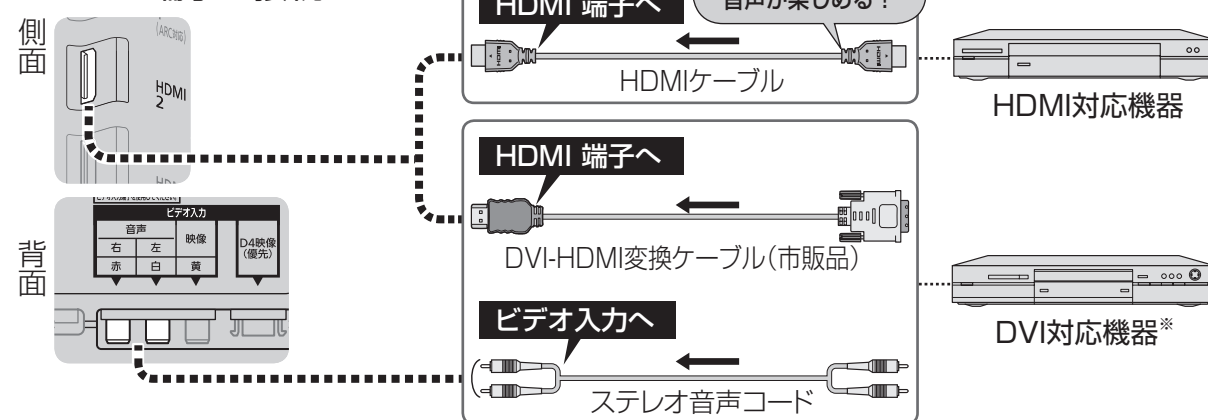 HDMI 端子へ
音声が楽しめる！
側面
(ARC対応)
HDMI
2
HDMIケーブル
HDMI対応機器
HDMI 端子へ
DVI-HDMI変換ケーブル（市販品）
背面
ビデオ入力
音声
映像
D4映像
(優先)
右
左
赤
白
黄
ビデオ入力へ
ステレオ音声コード
DVI対応機器※